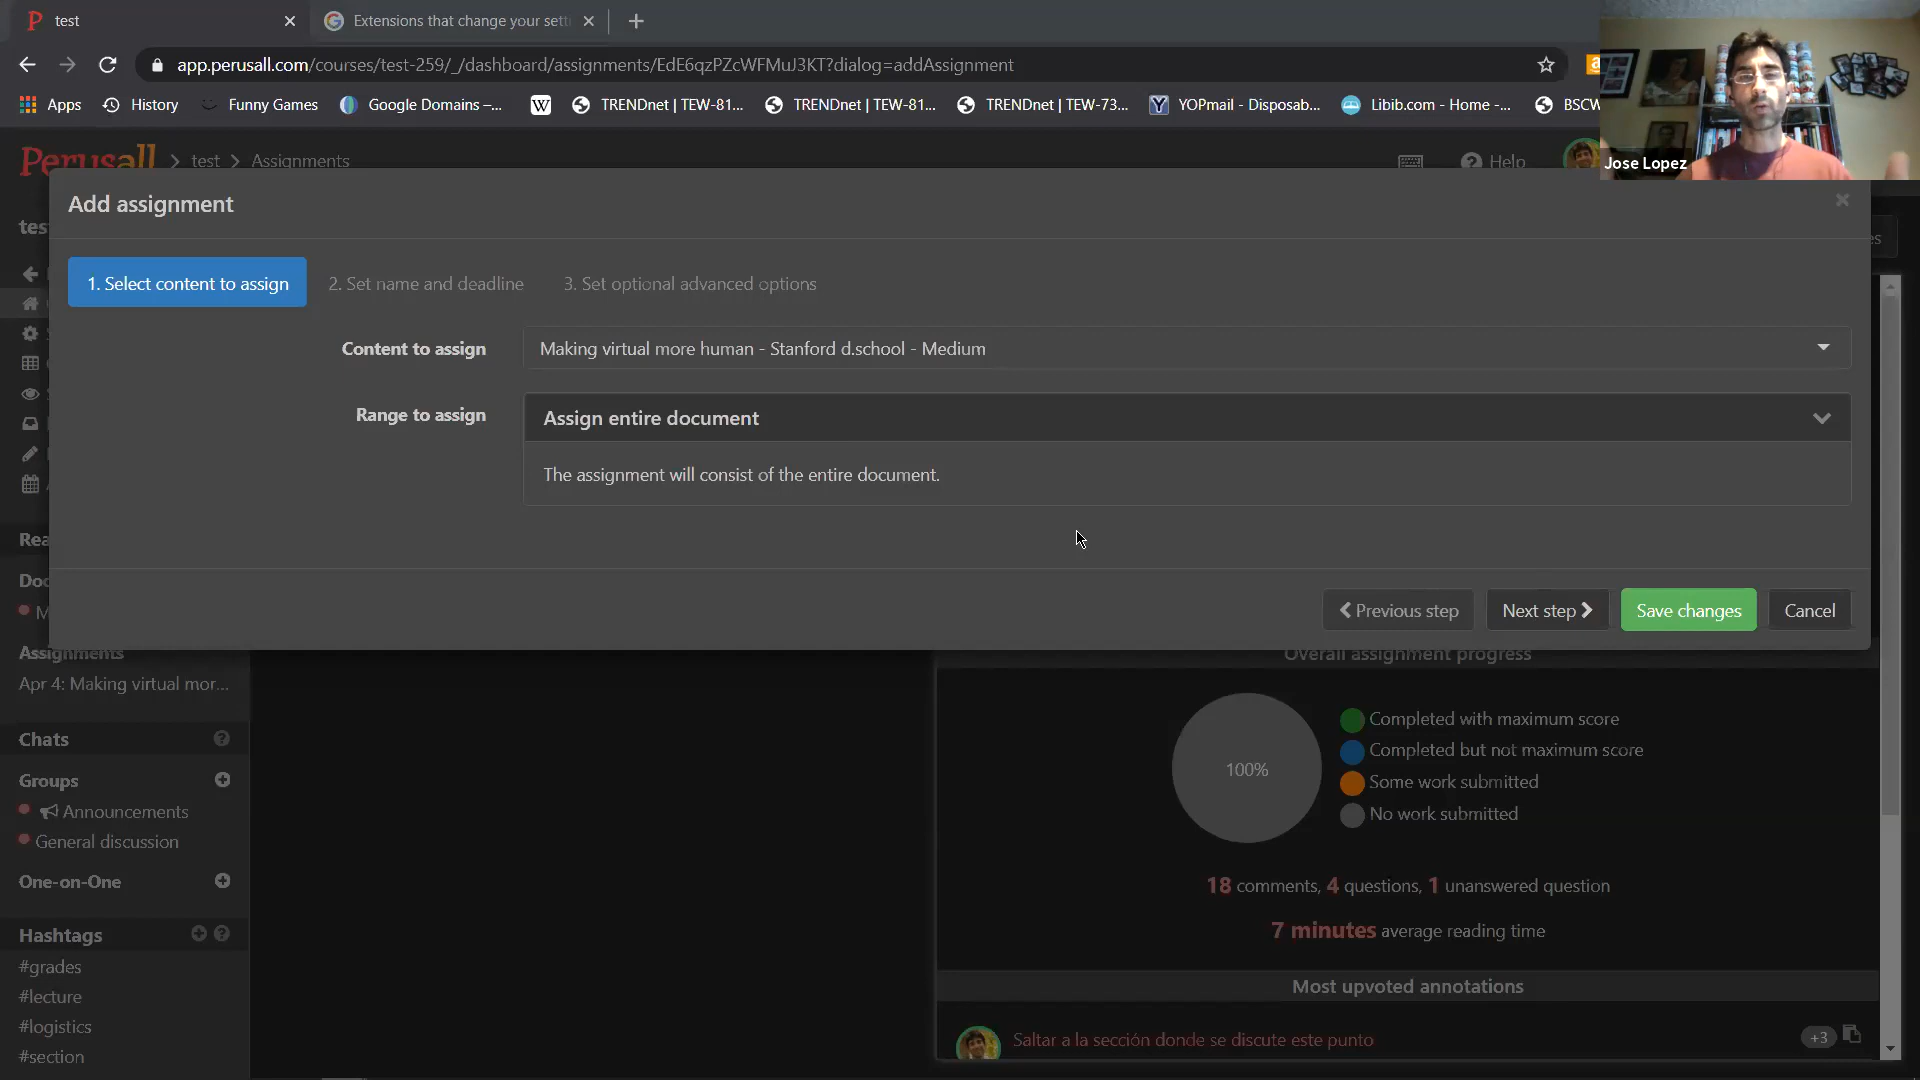 test
Extensions that change your sett
app.perusall.com/courses/test-259/_/dashboard/assignments/EdE6qzPZcWFMuJ3KT?dialog=addAssignment
Apps
History
Funny Games
Google Domains –...
W
TRENDnet | TEW-81...
TRENDnet | TEW-81...
TRENDnet | TEW-73...
YOPmail - Disposab...
Libib.com - Home -...
BSCW
Jose Lopez
Perusall > test > Assignments
Help
Add assignment
1. Select content to assign
2. Set name and deadline
3. Set optional advanced options
Content to assign
Making virtual more human - Stanford d.school - Medium
Range to assign
Assign entire document
The assignment will consist of the entire document.
Previous step
Next step
Save changes
Cancel
Assignments
Apr 4: Making virtual mor...
Chats
Groups
Announcements
General discussion
One-on-One
Hashtags
#grades
#lecture
#logistics
#section
Overall assignment progress
100%
Completed with maximum score
Completed but not maximum score
Some work submitted
No work submitted
18 comments, 4 questions, 1 unanswered question
7 minutes average reading time
Most upvoted annotations
Saltar a la sección donde se discute este punto
+3